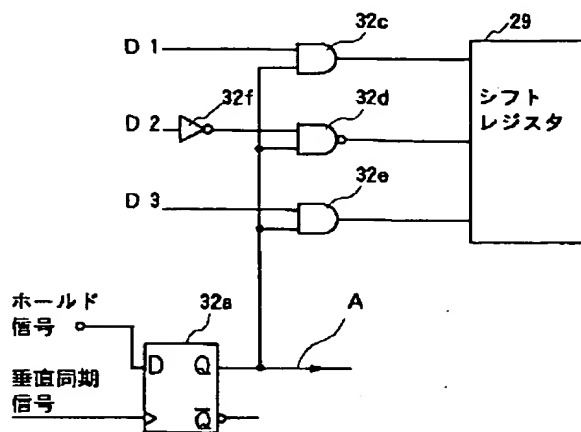 32c
29
D 1
32f
32d
シフト
レジスタ
D 2
32e
D 3
ホールド
信号
32a
A
D Q
垂直同期
信号
Q̅